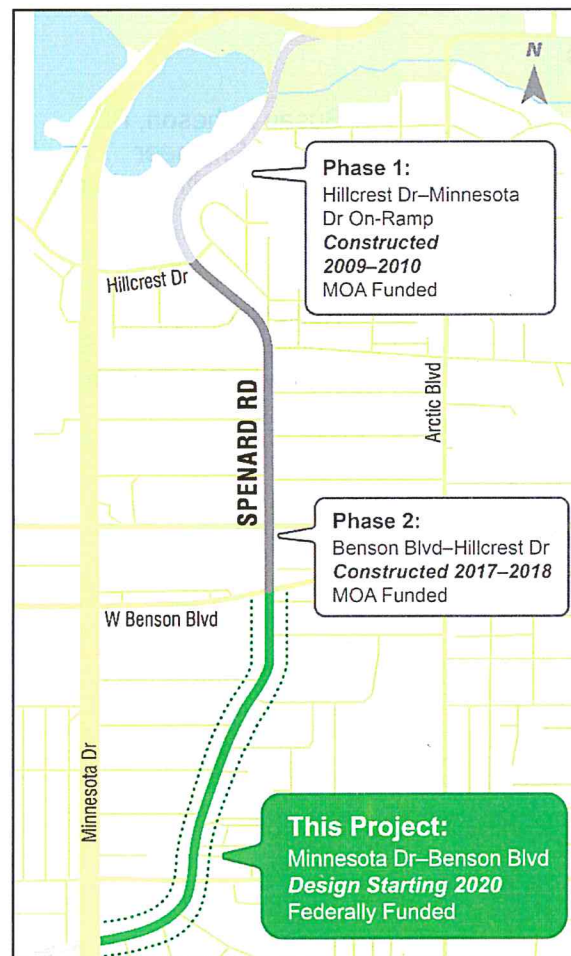 N
Phase 1:
Hillcrest Dr–Minnesota
Dr On-Ramp
Constructed
2009–2010
MOA Funded
Hillcrest Dr
SPENARD RD
Arctic Blvd
Phase 2:
Benson Blvd–Hillcrest Dr
Constructed 2017–2018
MOA Funded
W Benson Blvd
Minnesota Dr
This Project:
Minnesota Dr–Benson Blvd
Design Starting 2020
Federally Funded